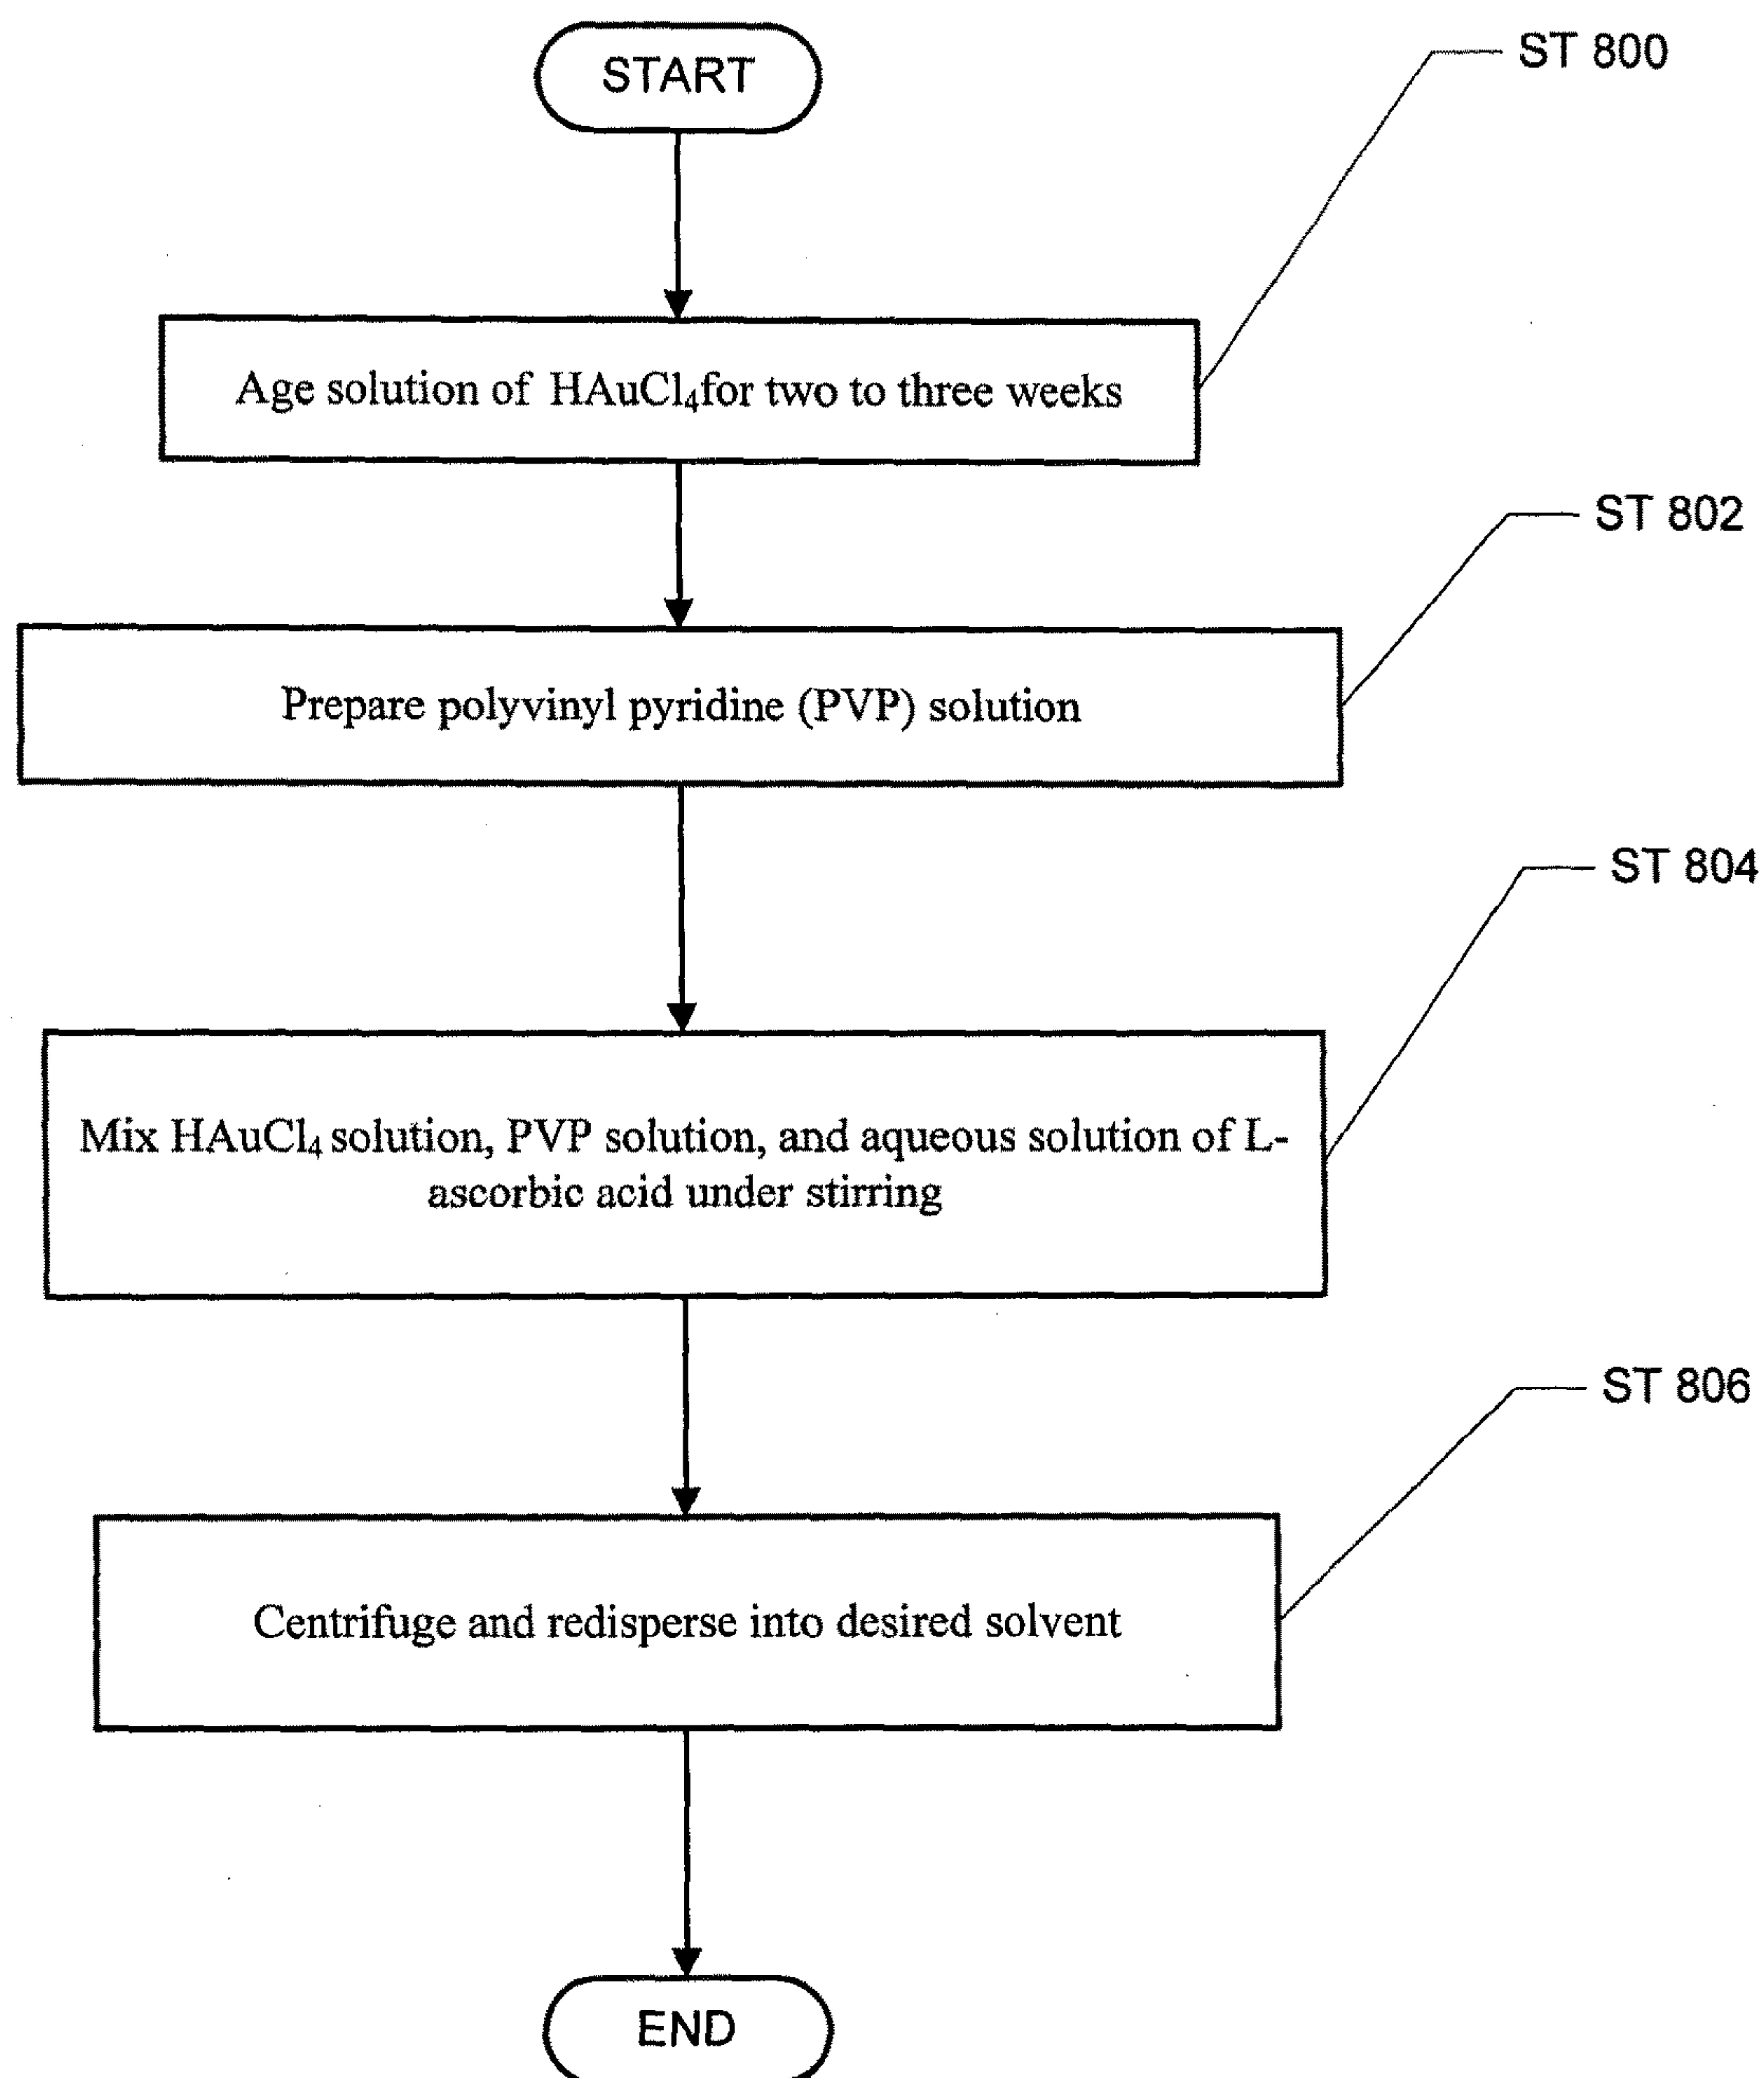 START
ST 800
Age solution of HAuCl₄for two to three weeks
ST 802
Prepare polyvinyl pyridine (PVP) solution
ST 804
Mix HAuCl₄ solution, PVP solution, and aqueous solution of L-
ascorbic acid under stirring
ST 806
Centrifuge and redisperse into desired solvent
END